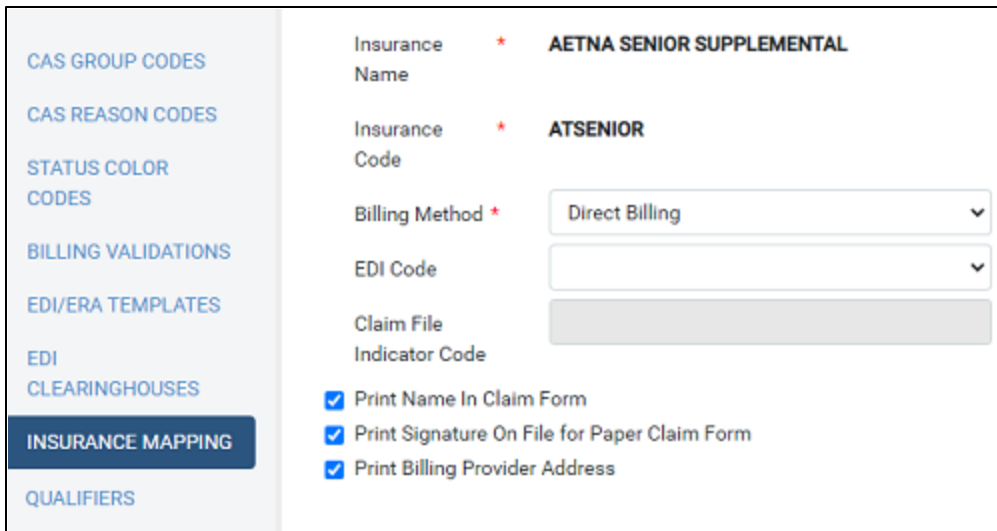 CAS GROUP CODES
CAS REASON CODES
STATUS COLOR
CODES
BILLING VALIDATIONS
EDI/ERA TEMPLATES
EDI
CLEARINGHOUSES
INSURANCE MAPPING
QUALIFIERS
Insurance * AETNA SENIOR SUPPLEMENTAL
Name
Insurance * ATSENIOR
Code
Billing Method * Direct Billing
EDI Code
Claim File
Indicator Code
Print Name In Claim Form
Print Signature On File for Paper Claim Form
Print Billing Provider Address